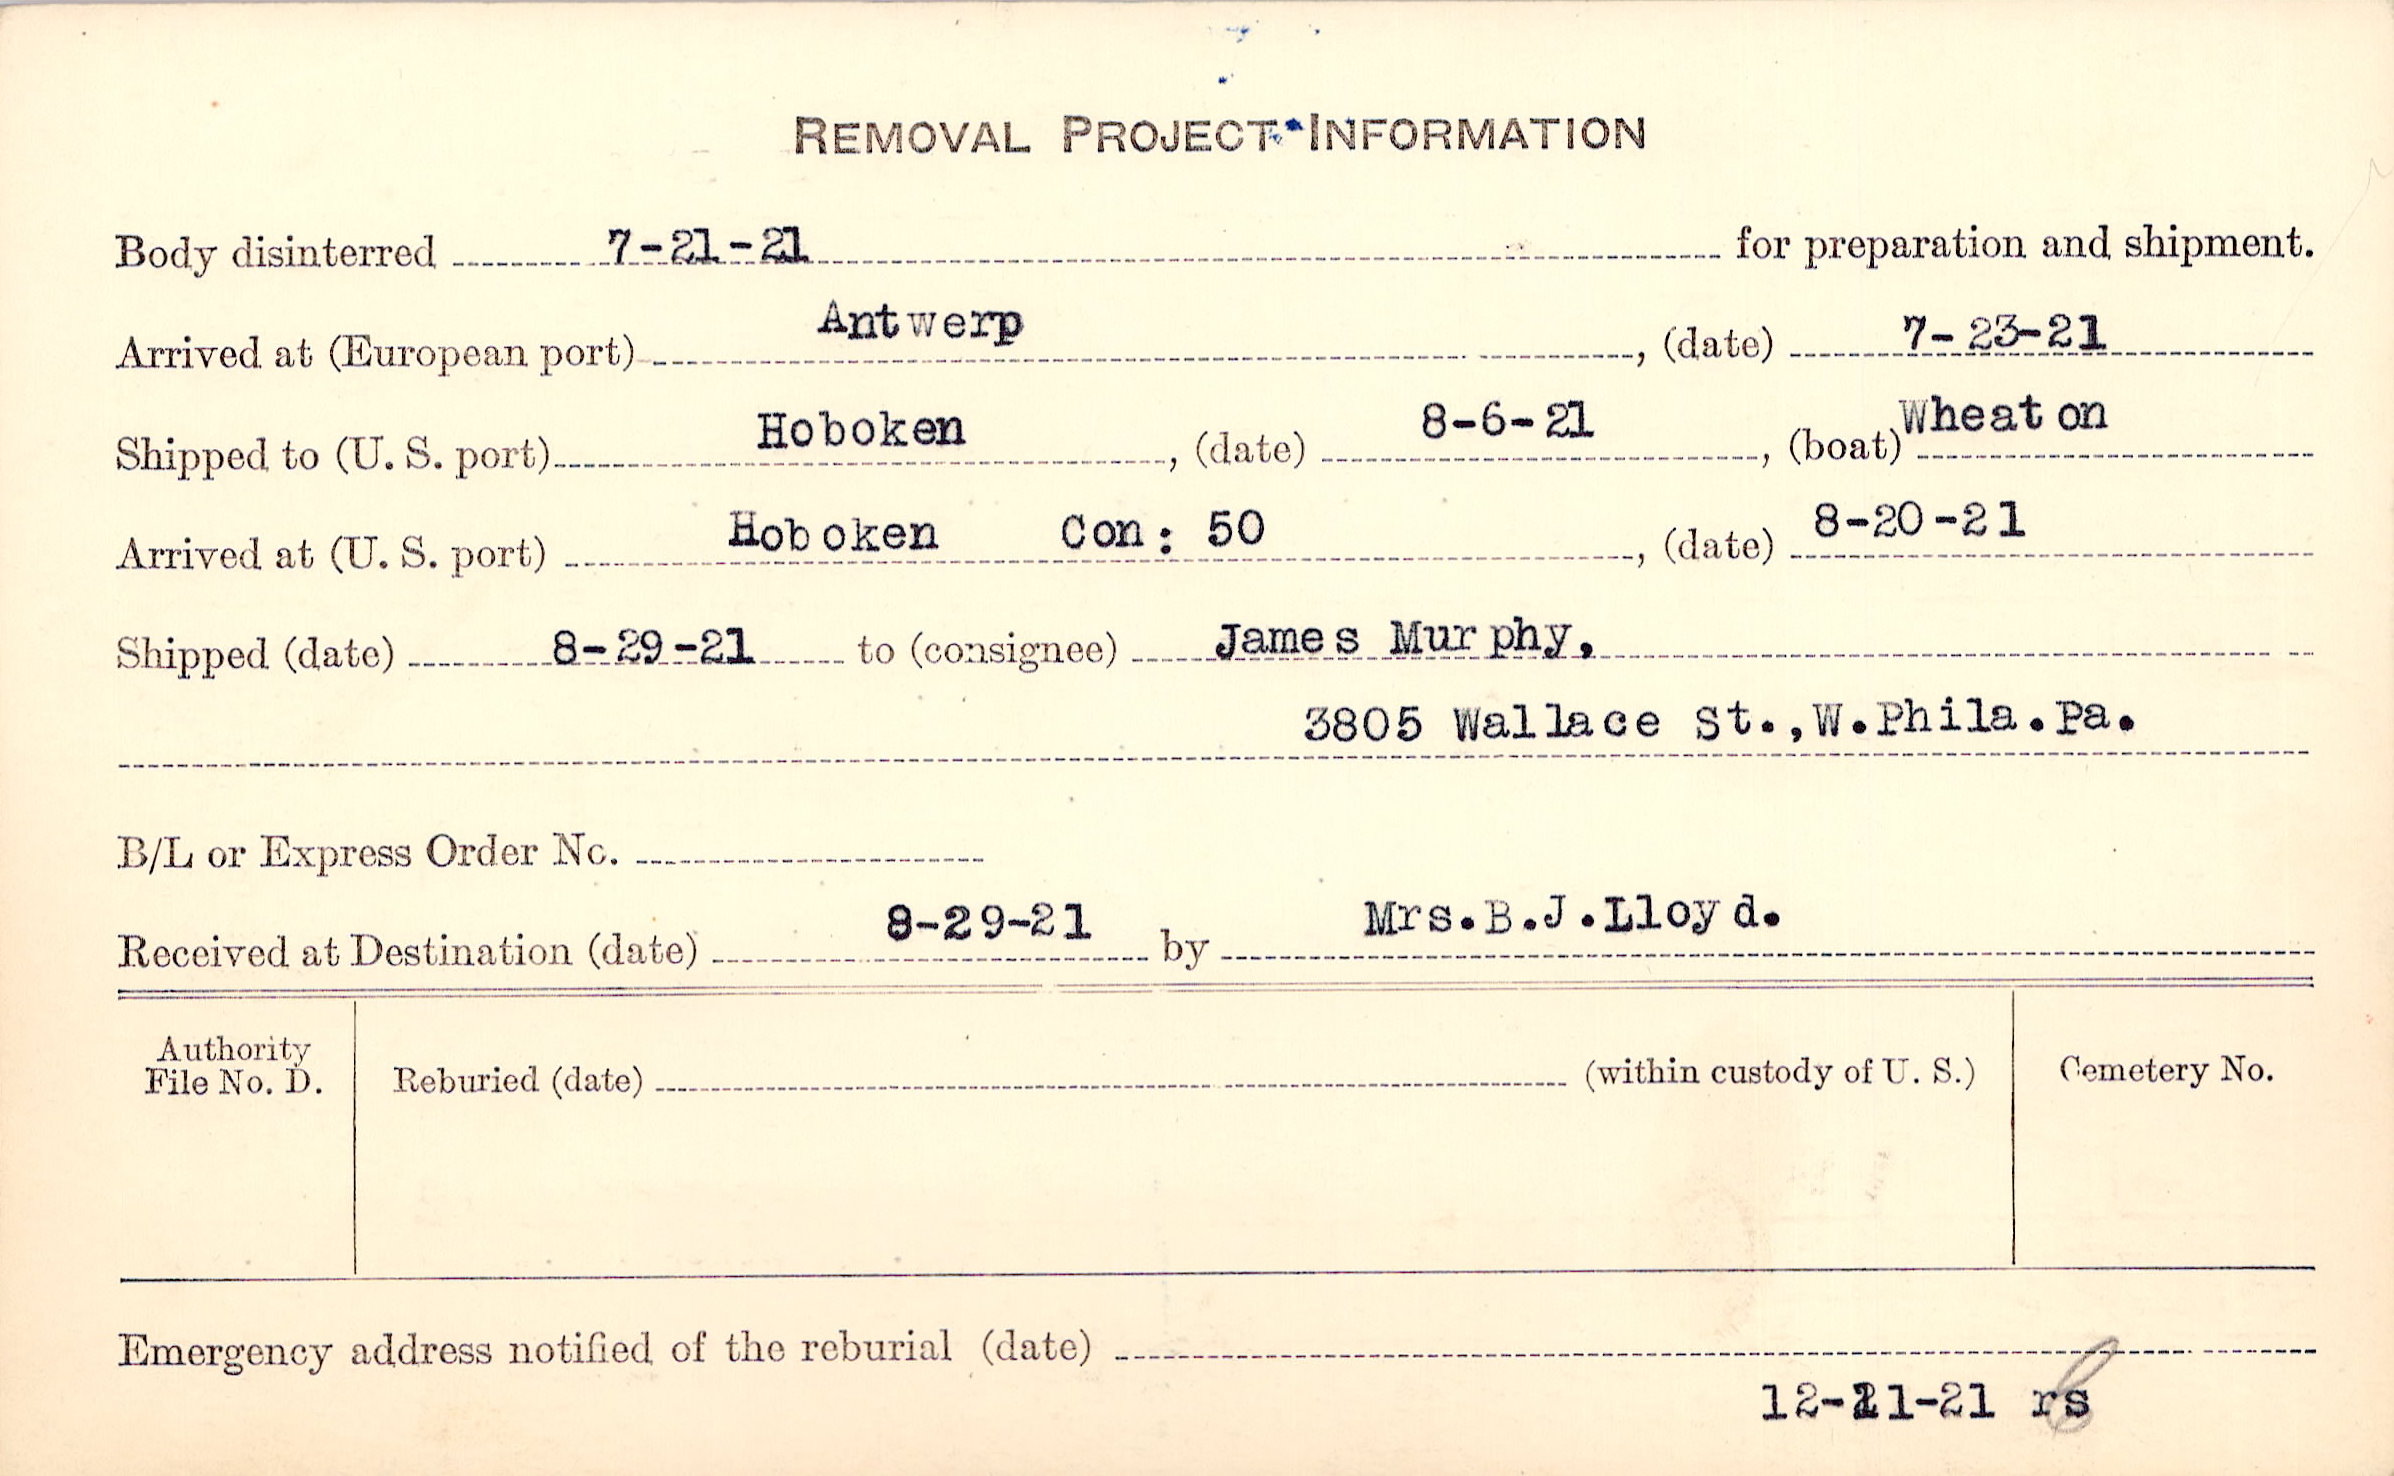 REMOVAL PROJECT INFORMATION
Body disinterred 7-21-21 for preparation and shipment.
Arrived at (European port) Antwerp, (date) 7-23-21
Shipped to (U. S. port) Hoboken, (date) 8-6-21, (boat) Wheaton
Arrived at (U. S. port) Hoboken Con: 50, (date) 8-20-21
Shipped (date) 8-29-21 to (consignee) James Murphy,
3805 Wallace St.,W.Phila.Pa.
B/L or Express Order No.
Received at Destination (date) 8-29-21 by Mrs.B.J.Lloyd.
Authority
File No. D.
Reburied (date) (within custody of U. S.)
Cemetery No.
Emergency address notified of the reburial (date)
rs